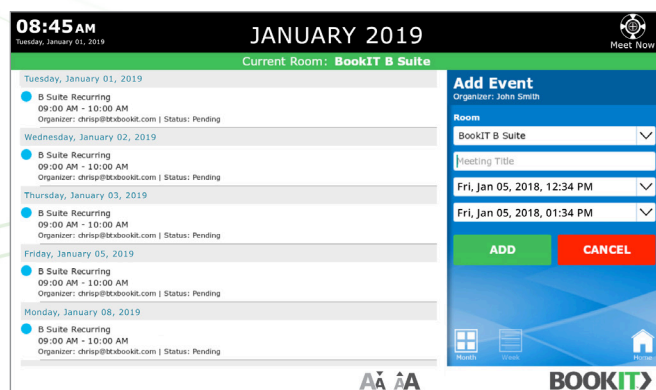 08:45 AM
Tuesday, January 01, 2019
JANUARY 2019
Meet Now
Current Room: BookIT B Suite
Tuesday, January 01, 2019
B Suite Recurring
09:00 AM - 10:00 AM
Organizer: chrisp@btxbookit.com | Status: Pending
Wednesday, January 02, 2019
B Suite Recurring
09:00 AM - 10:00 AM
Organizer: chrisp@btxbookit.com | Status: Pending
Thursday, January 03, 2019
B Suite Recurring
09:00 AM - 10:00 AM
Organizer: chrisp@btxbookit.com | Status: Pending
Friday, January 05, 2019
B Suite Recurring
09:00 AM - 10:00 AM
Organizer: chrisp@btxbookit.com | Status: Pending
Monday, January 08, 2019
B Suite Recurring
09:00 AM - 10:00 AM
Organizer: chrisp@btxbookit.com | Status: Pending
Add Event
Organizer: John Smith
Room
BookIT B Suite
Meeting Title
Fri, Jan 05, 2018, 12:34 PM
Fri, Jan 05, 2018, 01:34 PM
ADD CANCEL
Month Week Home
AA AA
BOOKIT